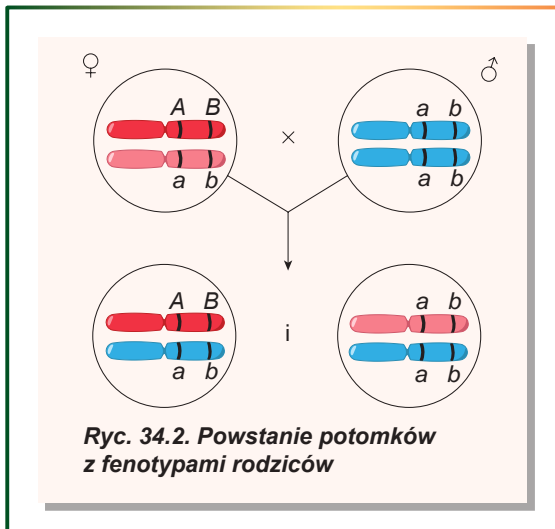 ♀ ♂
A B a b
×
a b a b
A B a b
i
a b a b
Ryc. 34.2. Powstanie potomków
z fenotypami rodziców